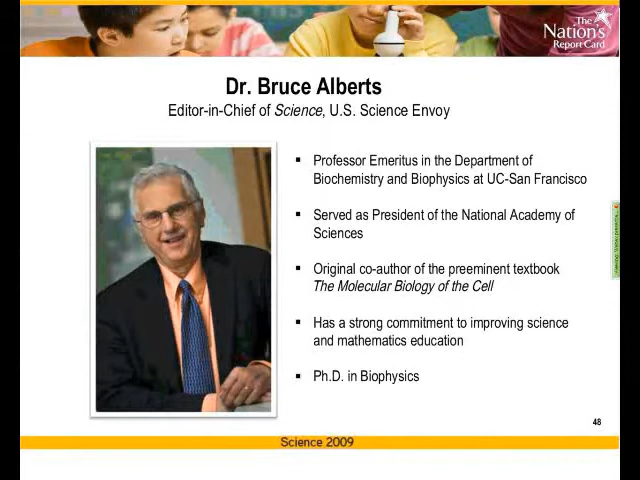 The
Nation's
Report Card
Dr. Bruce Alberts
Editor-in-Chief of Science, U.S. Science Envoy
▪ Professor Emeritus in the Department of
Biochemistry and Biophysics at UC-San Francisco
▪ Served as President of the National Academy of
Sciences
▪ Original co-author of the preeminent textbook
The Molecular Biology of the Cell
▪ Has a strong commitment to improving science
and mathematics education
▪ Ph.D. in Biophysics
48
Science 2009